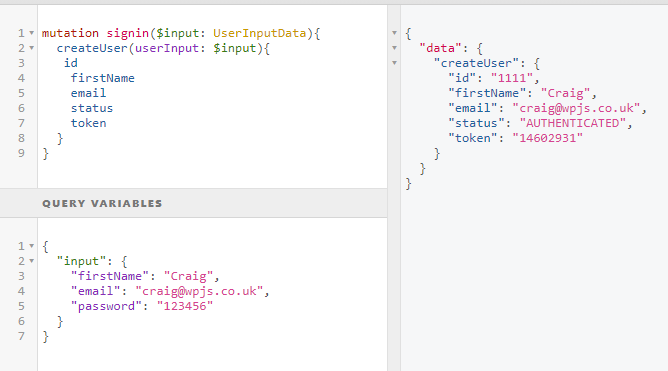 1 mutation signin($input: UserInputData){
2   createUser(userInput: $input){
3    id
4     firstName
5     email
6     status
7     token
8   }
9 }
QUERY VARIABLES
1 {
2   "input": {
3     "firstName": "Craig",
4     "email": "craig@wpjs.co.uk",
5     "password": "123456"
6   }
7 }
{
  "data": {
    "createUser": {
      "id": "1111",
      "firstName": "Craig",
      "email": "craig@wpjs.co.uk",
      "status": "AUTHENTICATED",
      "token": "14602931"
    }
  }
}